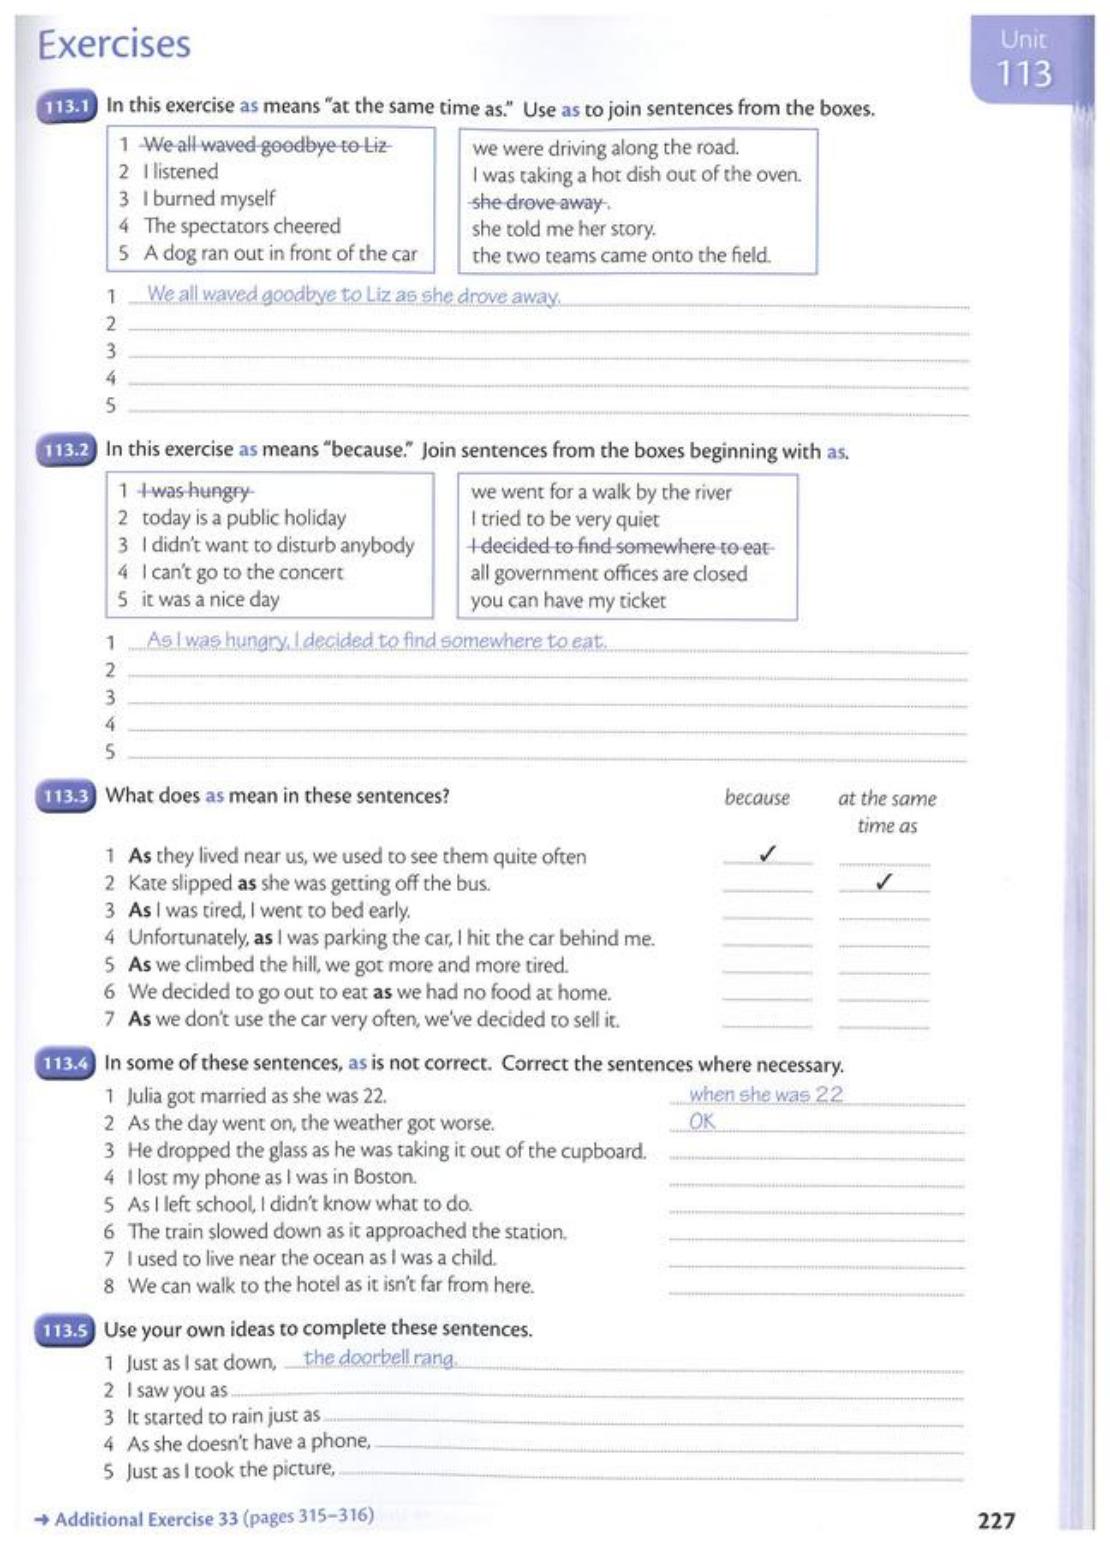 Exercises
Unit
113
113.1 In this exercise as means "at the same time as." Use as to join sentences from the boxes.
1 We all waved goodbye to Liz
2 I listened
3 I burned myself
4 The spectators cheered
5 A dog ran out in front of the car
we were driving along the road.
I was taking a hot dish out of the oven.
she drove away.
she told me her story.
the two teams came onto the field.
1 We all waved goodbye to Liz as she drove away.
2
3
4
5
113.2 In this exercise as means "because." Join sentences from the boxes beginning with as.
1 I was hungry
2 today is a public holiday
3 I didn't want to disturb anybody
4 I can't go to the concert
5 it was a nice day
we went for a walk by the river
I tried to be very quiet
I decided to find somewhere to eat
all government offices are closed
you can have my ticket
1 As I was hungry, I decided to find somewhere to eat.
2
3
4
5
113.3 What does as mean in these sentences?
because
at the same
time as
1 As they lived near us, we used to see them quite often ✓
2 Kate slipped as she was getting off the bus. ✓
3 As I was tired, I went to bed early.
4 Unfortunately, as I was parking the car, I hit the car behind me.
5 As we climbed the hill, we got more and more tired.
6 We decided to go out to eat as we had no food at home.
7 As we don't use the car very often, we've decided to sell it.
113.4 In some of these sentences, as is not correct. Correct the sentences where necessary.
1 Julia got married as she was 22. when she was 22
2 As the day went on, the weather got worse. OK
3 He dropped the glass as he was taking it out of the cupboard.
4 I lost my phone as I was in Boston.
5 As I left school, I didn't know what to do.
6 The train slowed down as it approached the station.
7 I used to live near the ocean as I was a child.
8 We can walk to the hotel as it isn't far from here.
113.5 Use your own ideas to complete these sentences.
1 Just as I sat down, the doorbell rang.
2 I saw you as
3 It started to rain just as
4 As she doesn't have a phone,
5 Just as I took the picture,
➜ Additional Exercise 33 (pages 315–316)
227